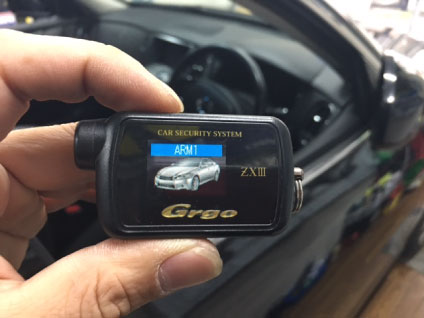 CAR SECURITY SYSTEM
ARM1
ZXIII
Grgo